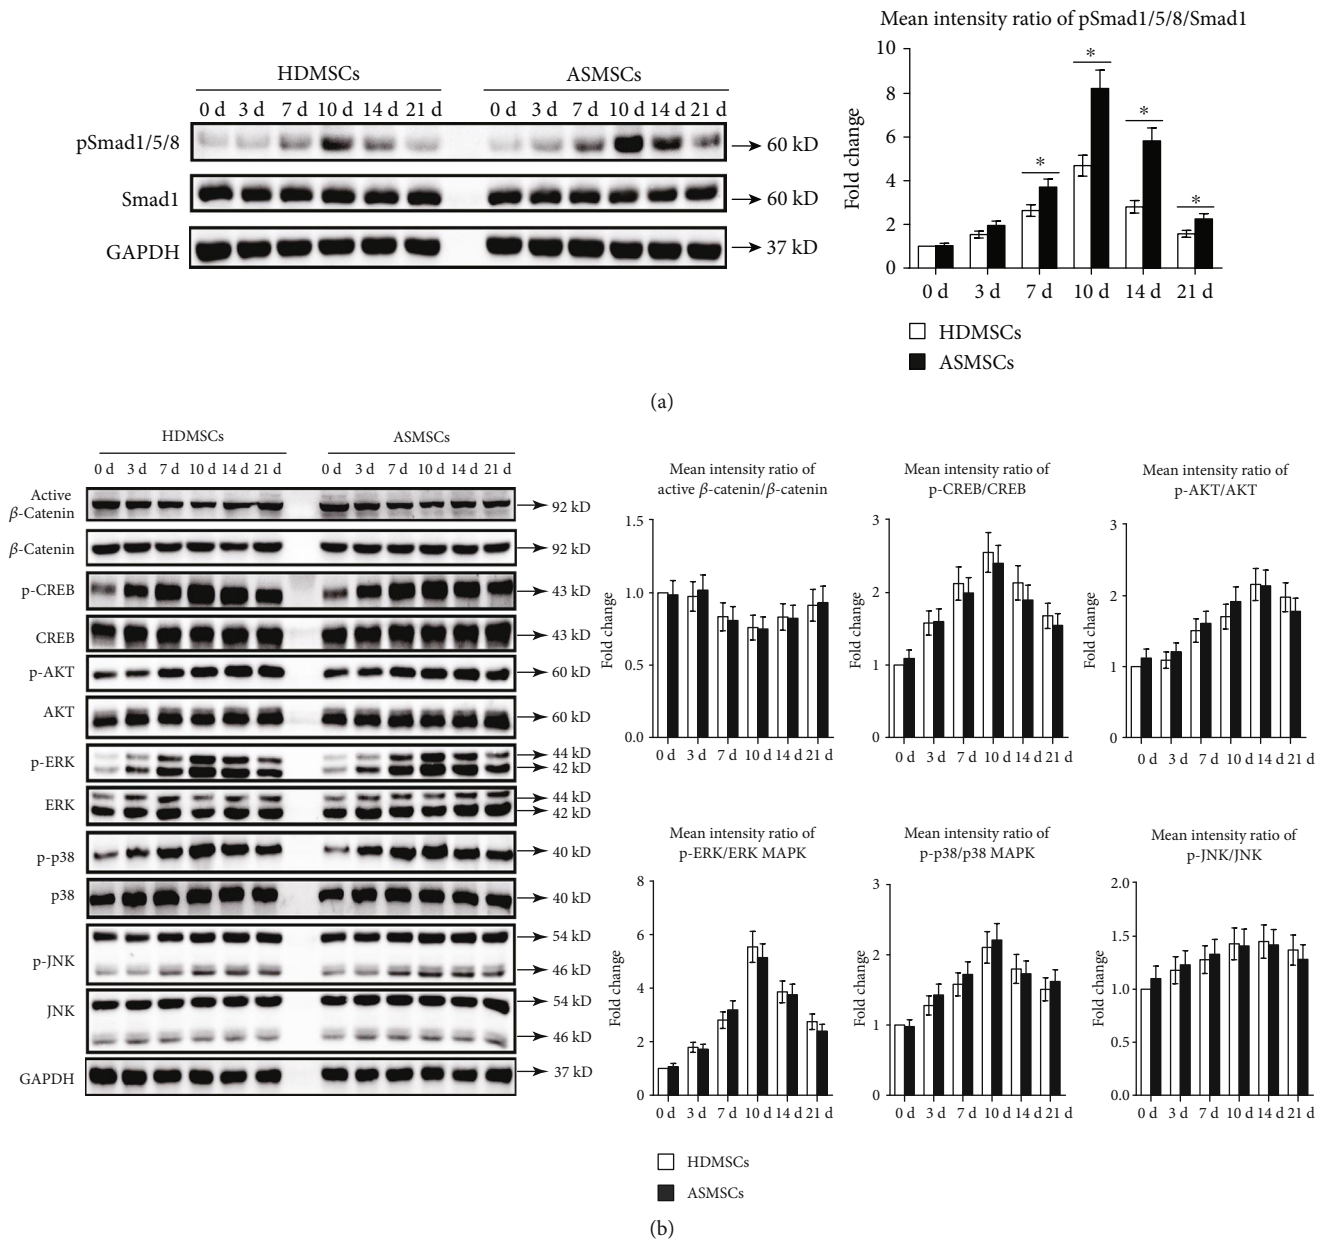 HDMSCs
ASMSCs
0 d 3 d 7 d 10 d 14 d 21 d
0 d 3 d 7 d 10 d 14 d 21 d
pSmad1/5/8
60 kD
Smad1
60 kD
GAPDH
37 kD
Mean intensity ratio of pSmad1/5/8/Smad1
Fold change
10
8
6
4
2
0
* * * *
0 d 3 d 7 d 10 d 14 d 21 d
HDMSCs
ASMSCs
(a)
HDMSCs
ASMSCs
0 d 3 d 7 d 10 d 14 d 21 d
0 d 3 d 7 d 10 d 14 d 21 d
Active
β-Catenin
92 kD
β-Catenin
92 kD
p-CREB
43 kD
CREB
43 kD
p-AKT
60 kD
AKT
60 kD
p-ERK
44 kD
42 kD
ERK
44 kD
42 kD
p-p38
40 kD
p38
40 kD
p-JNK
54 kD
46 kD
JNK
54 kD
46 kD
GAPDH
37 kD
Mean intensity ratio of
active β-catenin/β-catenin
Fold change
1.5
1.0
0.5
0.0
0 d 3 d 7 d 10 d 14 d 21 d
Mean intensity ratio of
p-CREB/CREB
Fold change
3
2
1
0
0 d 3 d 7 d 10 d 14 d 21 d
Mean intensity ratio of
p-AKT/AKT
Fold change
3
2
1
0
0 d 3 d 7 d 10 d 14 d 21 d
Mean intensity ratio of
p-ERK/ERK MAPK
Fold change
8
6
4
2
0
0 d 3 d 7 d 10 d 14 d 21 d
Mean intensity ratio of
p-p38/p38 MAPK
Fold change
3
2
1
0
0 d 3 d 7 d 10 d 14 d 21 d
Mean intensity ratio of
p-JNK/JNK
Fold change
2.0
1.5
1.0
0.5
0.0
0 d 3 d 7 d 10 d 14 d 21 d
HDMSCs
ASMSCs
(b)